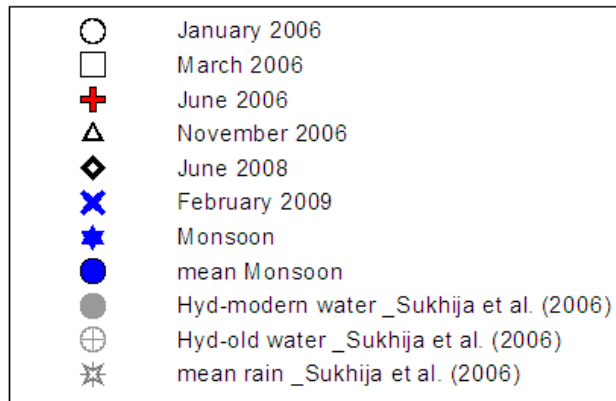 January 2006
March 2006
June 2006
November 2006
June 2008
February 2009
Monsoon
mean Monsoon
Hyd-modern water _Sukhija et al. (2006)
Hyd-old water _Sukhija et al. (2006)
mean rain _Sukhija et al. (2006)